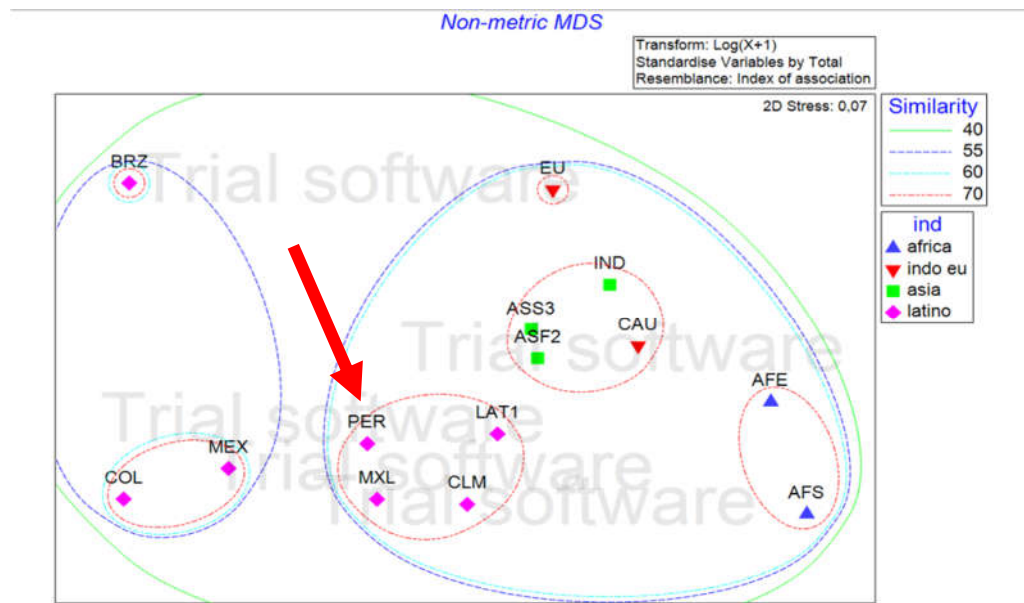 Non-metric MDS
Transform: Log(X+1)
Standardise Variables by Total
Resemblance: Index of association
2D Stress: 0,07
Similarity
40
55
60
70
ind
africa
indo eu
asia
latino
BRZ
EU
IND
ASS3
ASF2
CAU
AFE
PER
LAT1
MEX
COL
MXL
CLM
AFS
Trial software
Trial software
Trial software
Trial software
Trial software